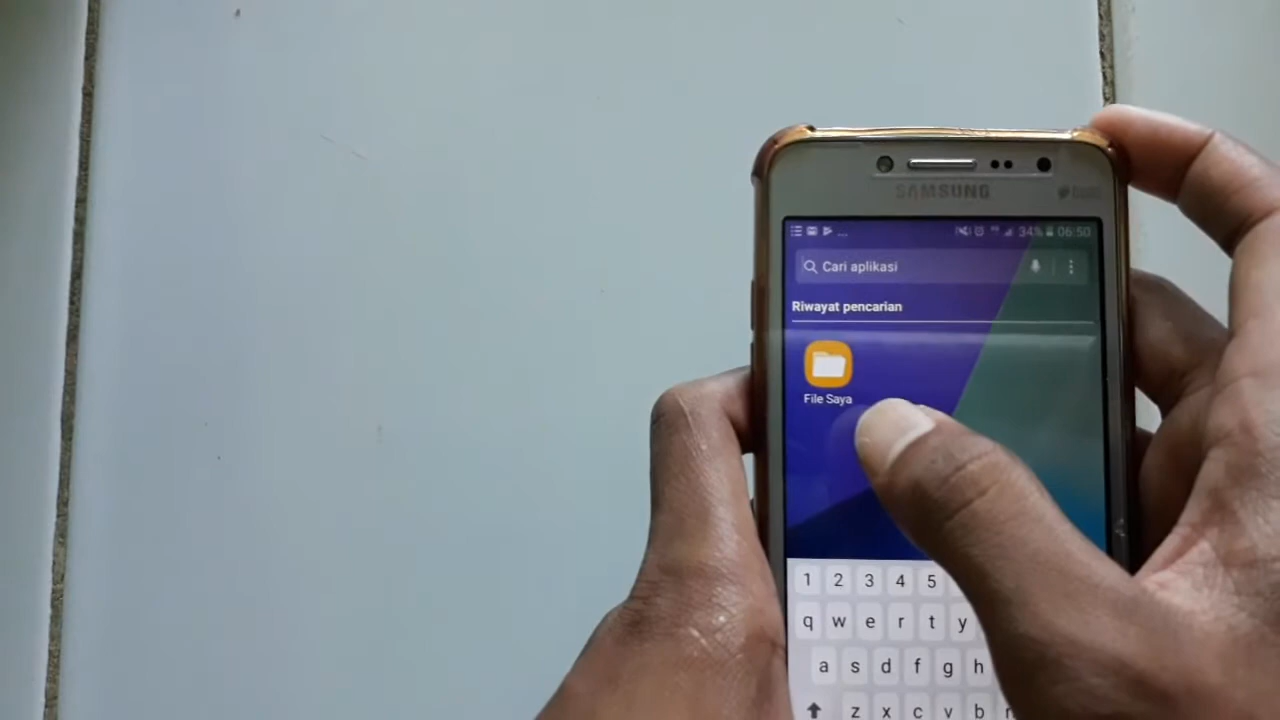 SAMSUNG
34% 06:50
Cari aplikasi
Riwayat pencarian
File Saya
1 2 3 4 5
q w e r t y
a s d f g h
z x c v b